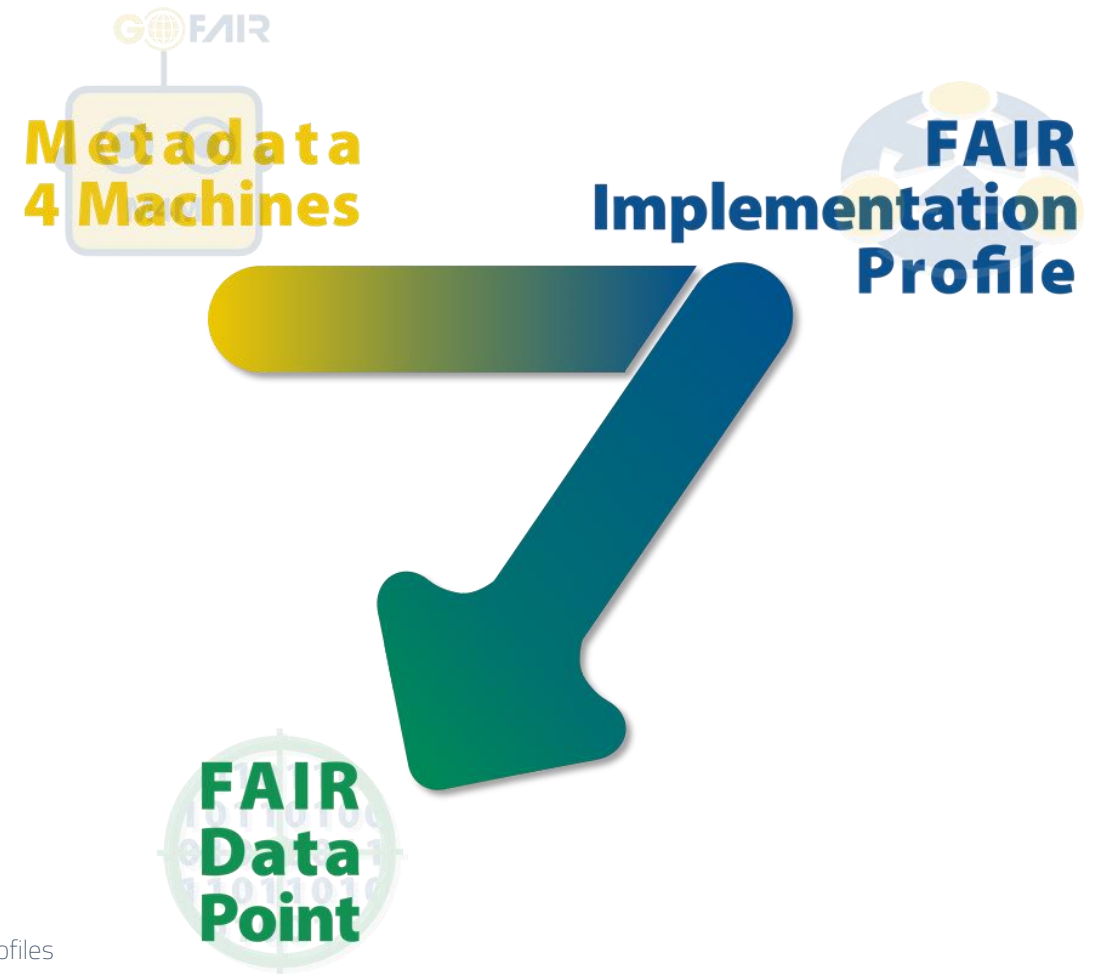 GO FAIR
Metadata
4 Machines
FAIR
Implementation
Profile
FAIR
Data
Point
ofiles